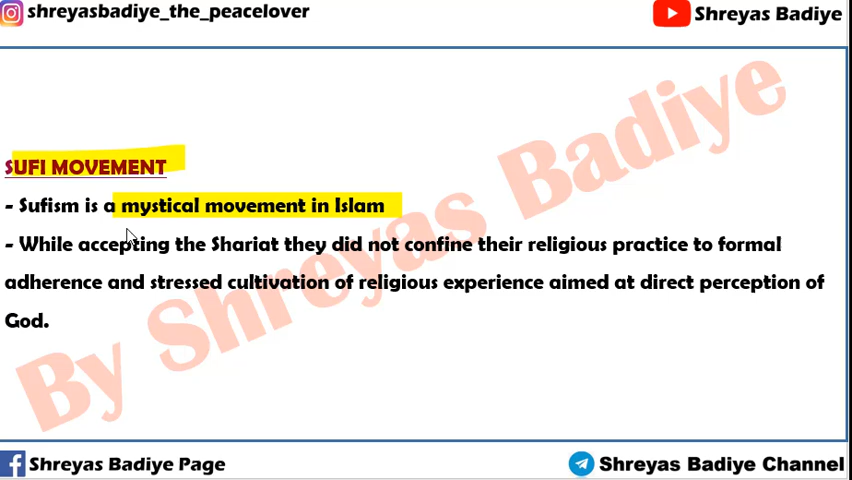 shreyasbadiye_the_peacelover
Shreyas Badiye
SUFI MOVEMENT
- Sufism is a mystical movement in Islam
- While accepting the Shariat they did not confine their religious practice to formal
adherence and stressed cultivation of religious experience aimed at direct perception of
God.
By Shreyas Badiye
Shreyas Badiye Page
Shreyas Badiye Channel